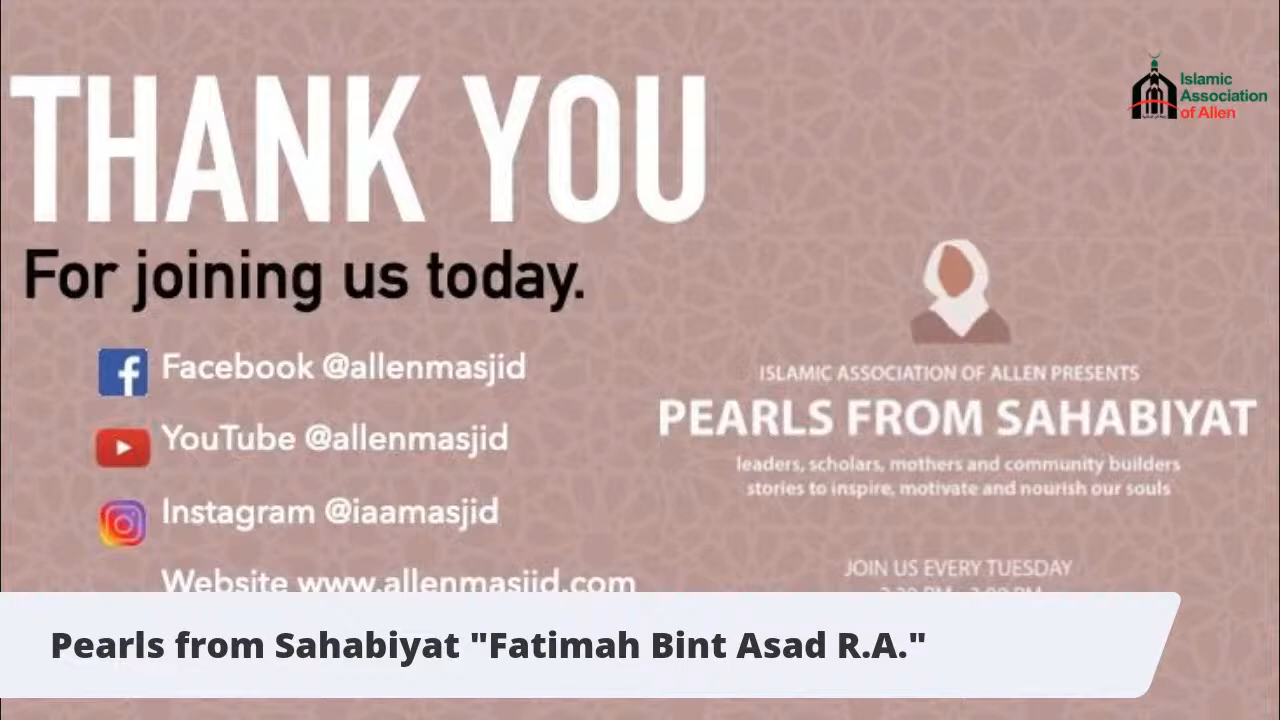 THANK YOU
For joining us today.
Facebook @allenmasjid
YouTube @allenmasjid
Instagram @iaamasjid
Website www.allenmasjid.com
Islamic
Association
of Allen
ISLAMIC ASSOCIATION OF ALLEN PRESENTS
PEARLS FROM SAHABIYAT
leaders, scholars, mothers and community builders
stories to inspire, motivate and nourish our souls
JOIN US EVERY TUESDAY
Pearls from Sahabiyat "Fatimah Bint Asad R.A."